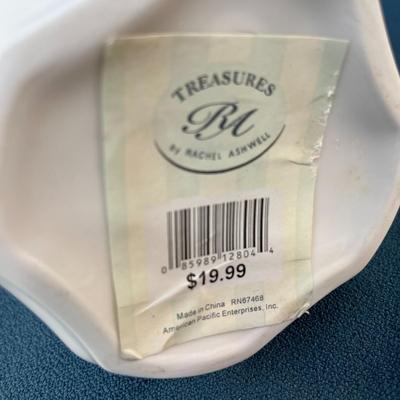 TREASURES
RA
BY RACHEL ASHWELL
0 85989 12804 4
$19.99
Made in China RN67468
American Pacific Enterprises, Inc.